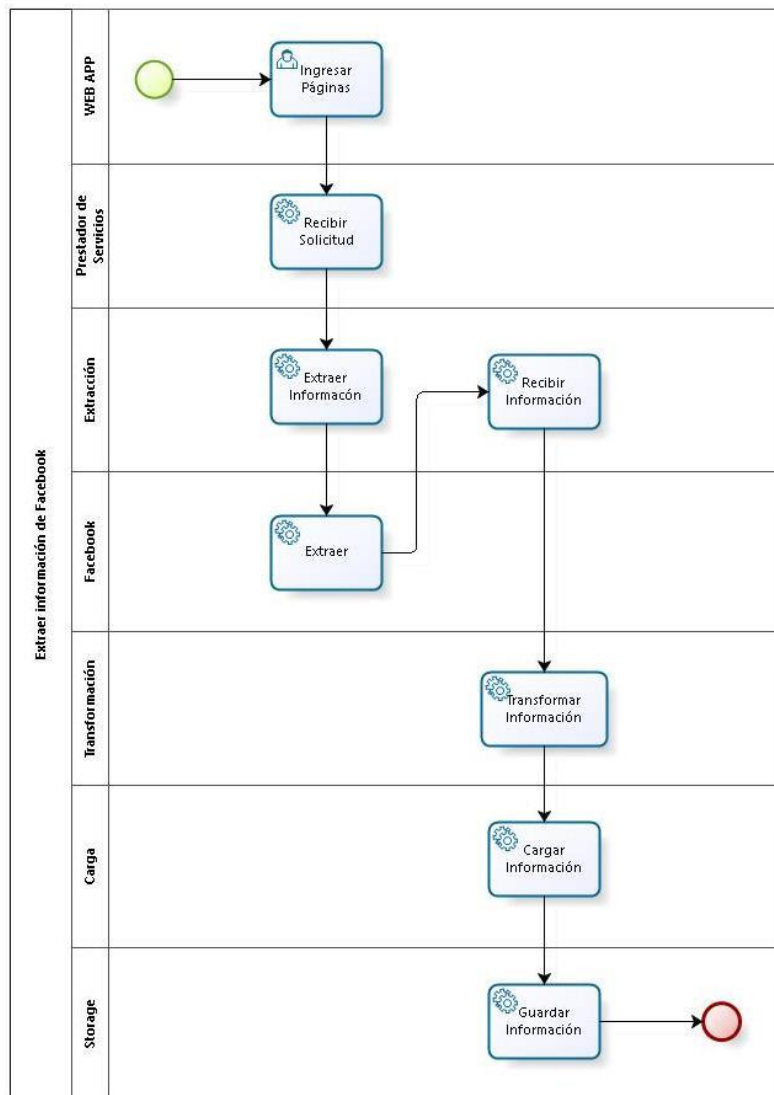 Extraer información de Facebook
WEB APP
Ingresar
Páginas
Prestador de
Servicios
Recibir
Solicitud
Extracción
Extraer
Informacón
Recibir
Información
Facebook
Extraer
Transformación
Transformar
Información
Carga
Cargar
Información
Storage
Guardar
Información